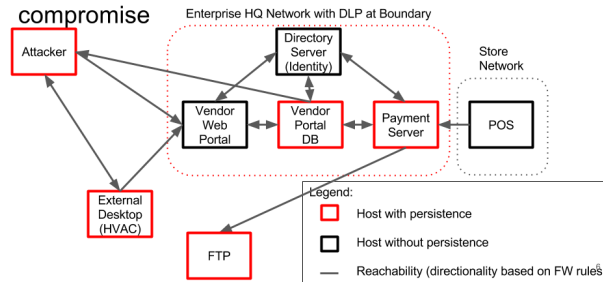 compromise
Enterprise HQ Network with DLP at Boundary
Attacker
Directory
Server
(Identity)
Store
Network
Vendor
Web
Portal
Vendor
Portal
DB
Payment
Server
POS
External
Desktop
(HVAC)
FTP
Legend:
Host with persistence
Host without persistence
Reachability (directionality based on FW rules